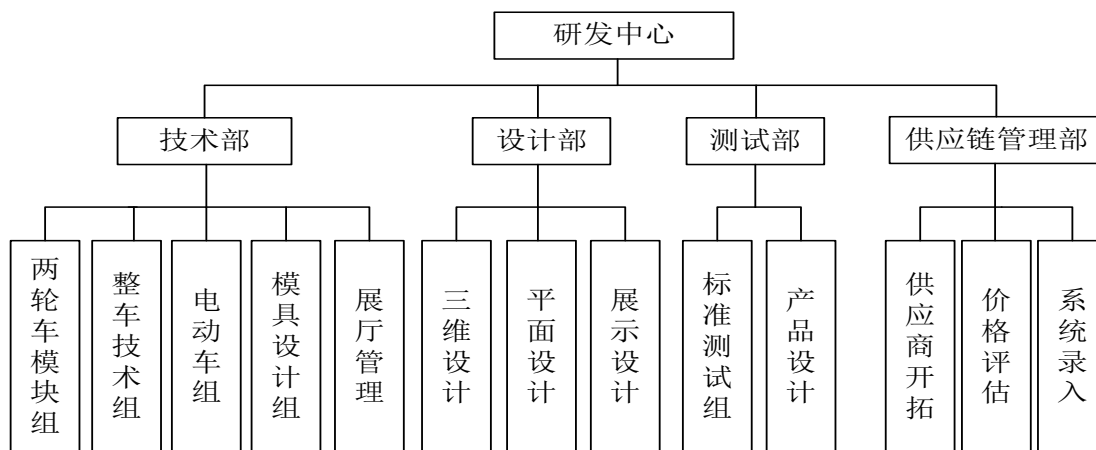 研发中心
技术部
设计部
测试部
供应链管理部
两轮车模块组
整车技术组
电动车组
模具设计组
展厅管理
三维设计
平面设计
展示设计
标准测试组
产品设计
供应商开拓
价格评估
系统录入